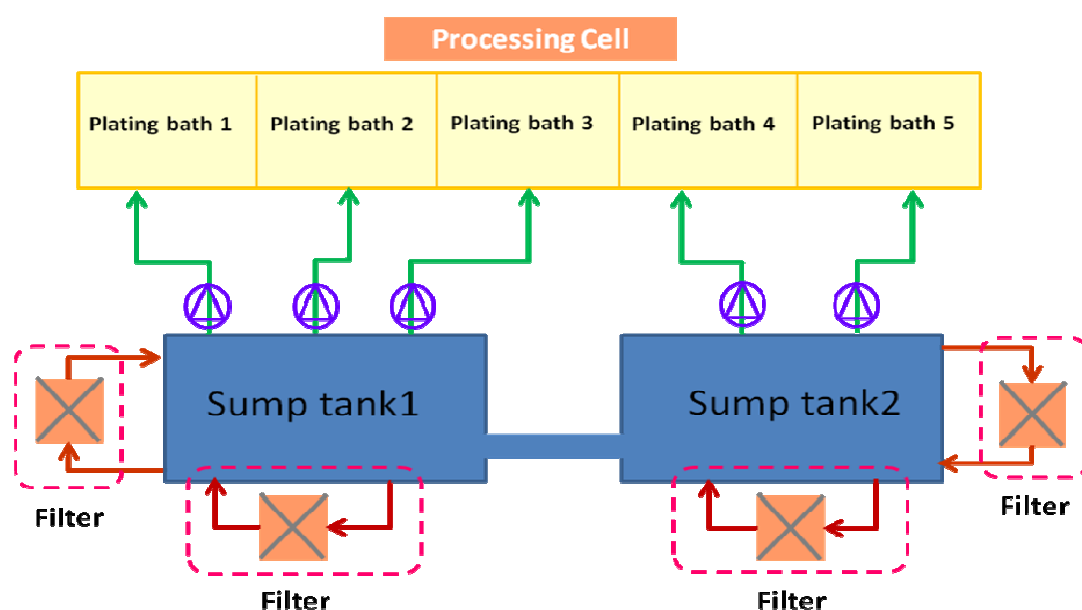 Processing Cell
Plating bath 1
Plating bath 2
Plating bath 3
Plating bath 4
Plating bath 5
Sump tank1
Sump tank2
Filter
Filter
Filter
Filter